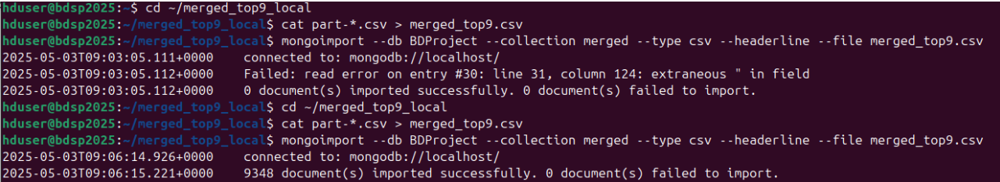 hduser@bdsp2025:~$ cd ~/merged_top9_local
hduser@bdsp2025:~/merged_top9_local$ cat part-*.csv > merged_top9.csv
hduser@bdsp2025:~/merged_top9_local$ mongoimport --db BDProject --collection merged --type csv --headerline --file merged_top9.csv
2025-05-03T09:03:05.111+0000    connected to: mongodb://localhost/
2025-05-03T09:03:05.112+0000    Failed: read error on entry #30: line 31, column 124: extraneous " in field
2025-05-03T09:03:05.112+0000    0 document(s) imported successfully. 0 document(s) failed to import.
hduser@bdsp2025:~/merged_top9_local$ cd ~/merged_top9_local
hduser@bdsp2025:~/merged_top9_local$ cat part-*.csv > merged_top9.csv
hduser@bdsp2025:~/merged_top9_local$ mongoimport --db BDProject --collection merged --type csv --headerline --file merged_top9.csv
2025-05-03T09:06:14.926+0000    connected to: mongodb://localhost/
2025-05-03T09:06:15.221+0000    9348 document(s) imported successfully. 0 document(s) failed to import.